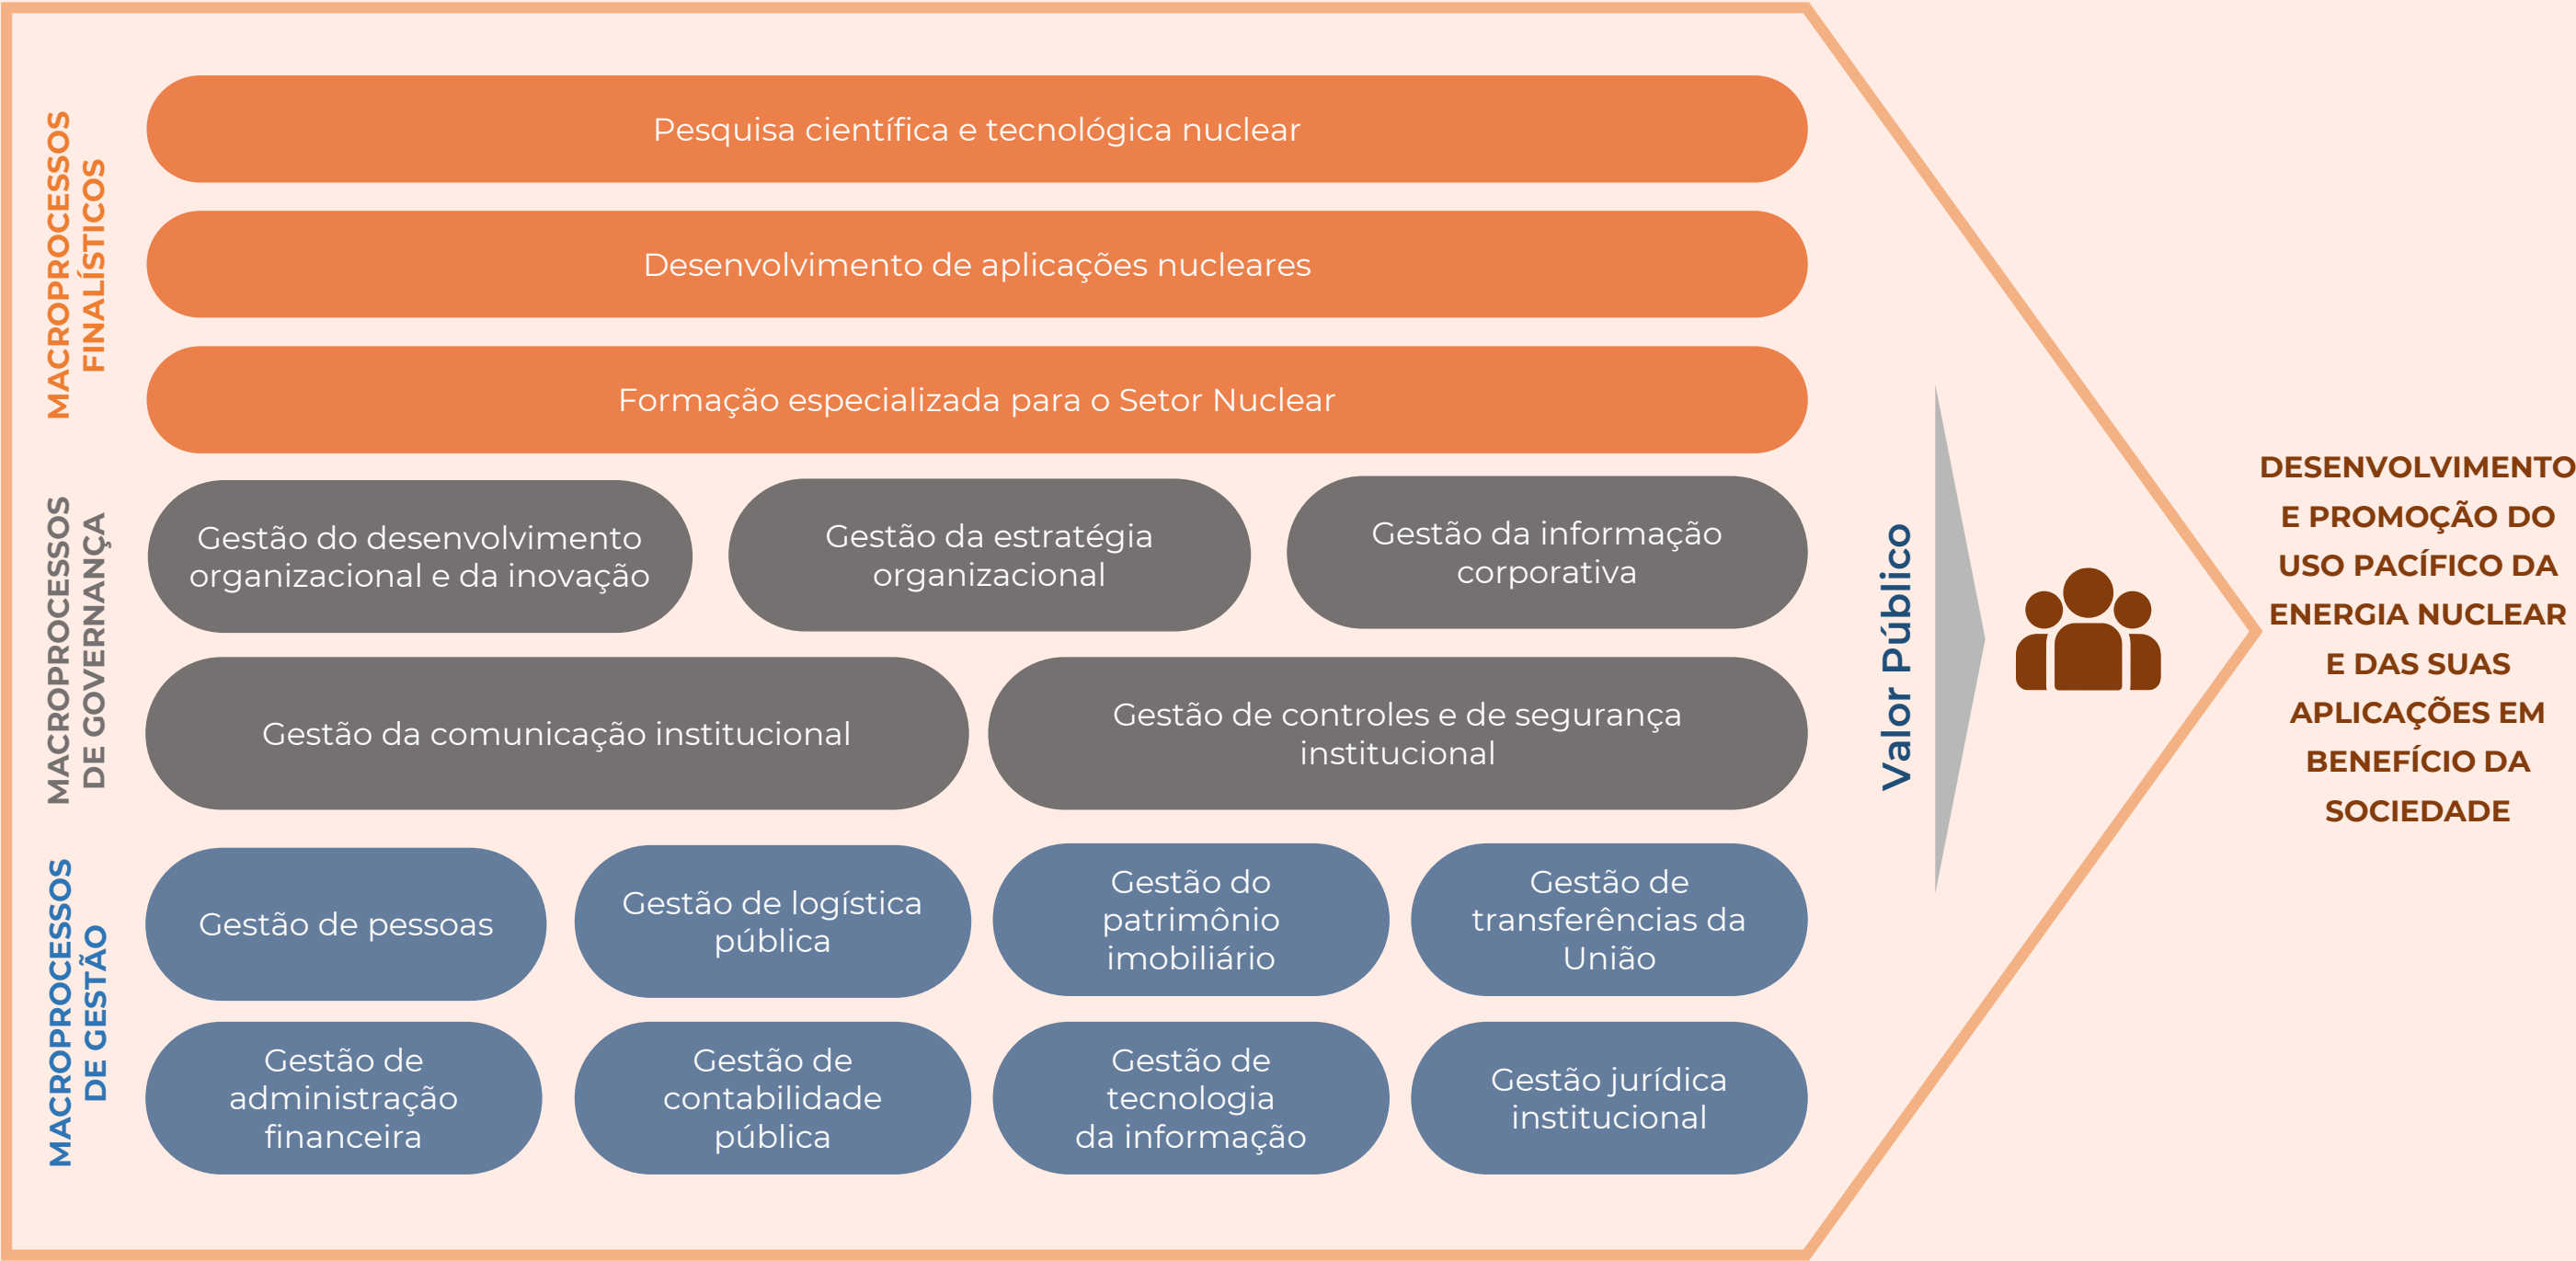 MACROPROCESSOS
FINALÍSTICOS
Pesquisa científica e tecnológica nuclear
Desenvolvimento de aplicações nucleares
Formação especializada para o Setor Nuclear
MACROPROCESSOS
DE GOVERNANÇA
Gestão do desenvolvimento
organizacional e da inovação
Gestão da estratégia
organizacional
Gestão da informação
corporativa
Gestão da comunicação institucional
Gestão de controles e de segurança
institucional
MACROPROCESSOS
DE GESTÃO
Gestão de pessoas
Gestão de logística
pública
Gestão do
patrimônio
imobiliário
Gestão de
transferências da
União
Gestão de
administração
financeira
Gestão de
contabilidade
pública
Gestão de
tecnologia
da informação
Gestão jurídica
institucional
Valor Público
DESENVOLVIMENTO
E PROMOÇÃO DO
USO PACÍFICO DA
ENERGIA NUCLEAR
E DAS SUAS
APLICAÇÕES EM
BENEFÍCIO DA
SOCIEDADE